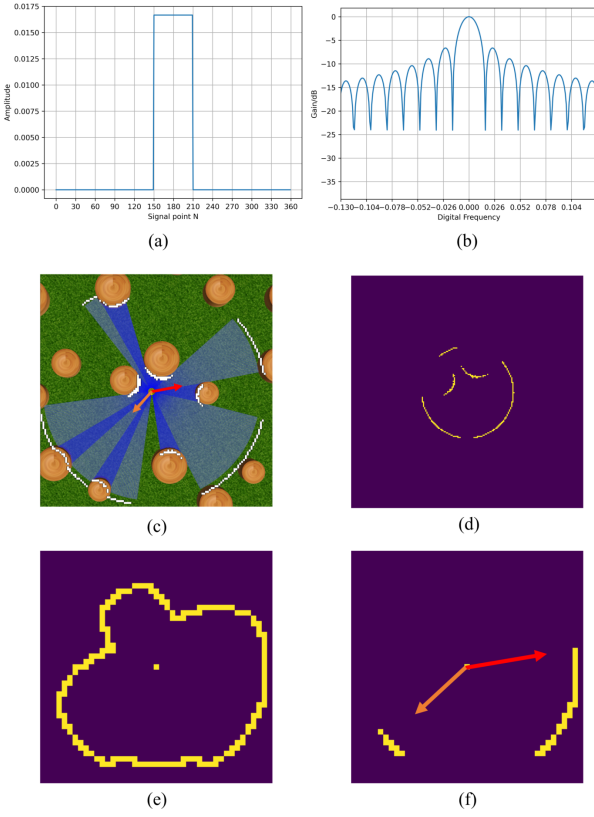 0.0175
0.0150
0.0125
0.0100
0.0075
0.0050
0.0025
0.0000
Amplitude
0 30 60 90 120 150 180 210 240 270 300 330 360
Signal point N
(a)
0
−5
−10
−15
−20
−25
−30
−35
Gain/dB
−0.130 −0.104 −0.078 −0.052 −0.026 0.000 0.026 0.052 0.078 0.104
Digital Frequency
(b)
(c)
(d)
(e)
(f)